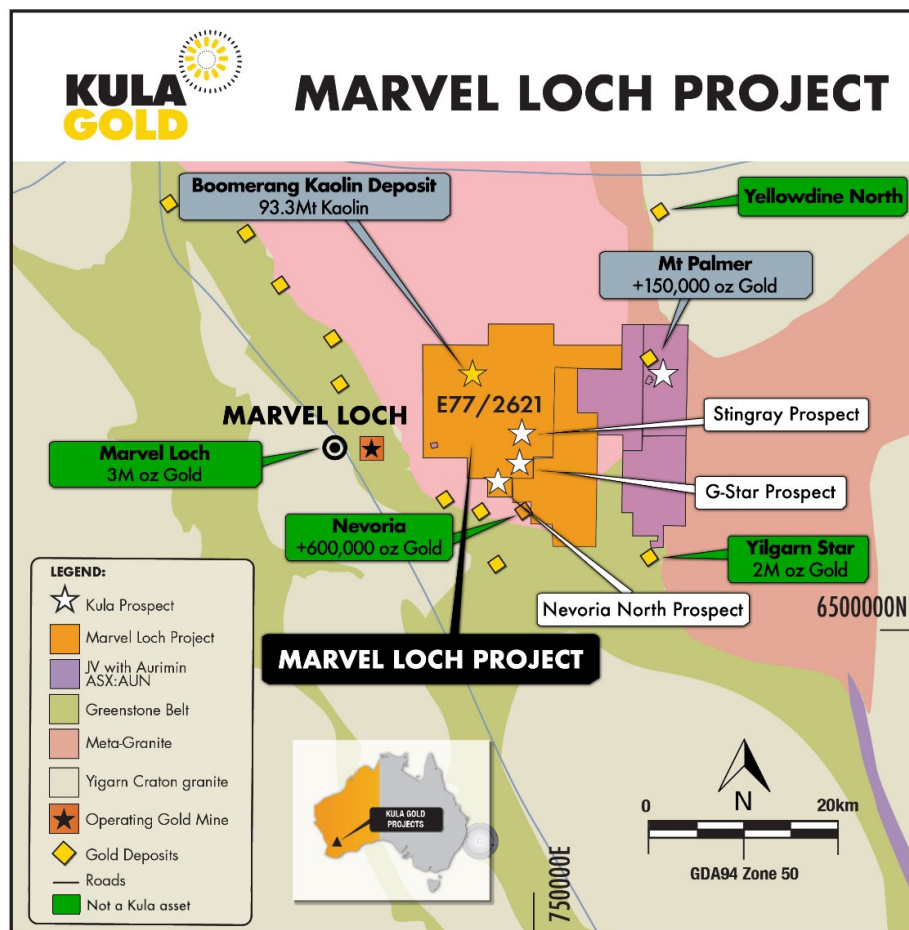 KULA
GOLD
MARVEL LOCH PROJECT
Boomerang Kaolin Deposit
93.3Mt Kaolin
Yellowdine North
Mt Palmer
+150,000 oz Gold
E77/2621
MARVEL LOCH
Stingray Prospect
Marvel Loch
3M oz Gold
G-Star Prospect
Nevoria
+600,000 oz Gold
Yilgarn Star
2M oz Gold
Nevoria North Prospect
6500000N
MARVEL LOCH PROJECT
LEGEND:
Kula Prospect
Marvel Loch Project
JV with Aurimin
ASX:AUN
Greenstone Belt
Meta-Granite
Yigarn Craton granite
Operating Gold Mine
Gold Deposits
Roads
Not a Kula asset
KULA GOLD
PROJECTS
750000E
0 20km
N
GDA94 Zone 50